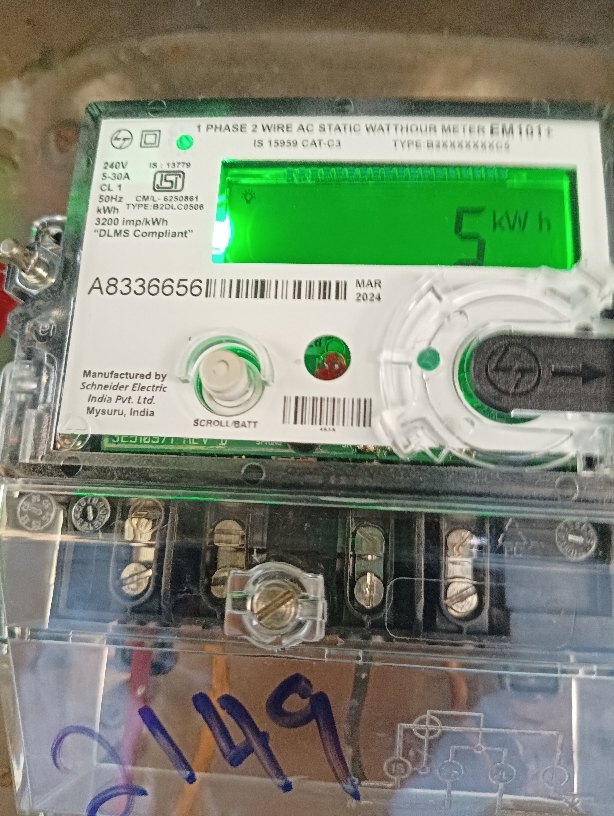 1 PHASE 2 WIRE AC STATIC WATTHOUR METER EM101+
IS 15959 CAT-C3
240V
IS : 13779
5-30A
CL 1
50Hz
CM/L- 6250861
kWh
TYPE:B2DLC0506
3200 imp/kWh
"DLMS Compliant"
5 kWh
A8336656
MAR
2024
Manufactured by
Schneider Electric
India Pvt. Ltd.
Mysuru, India
SCROLL/BATT
2149